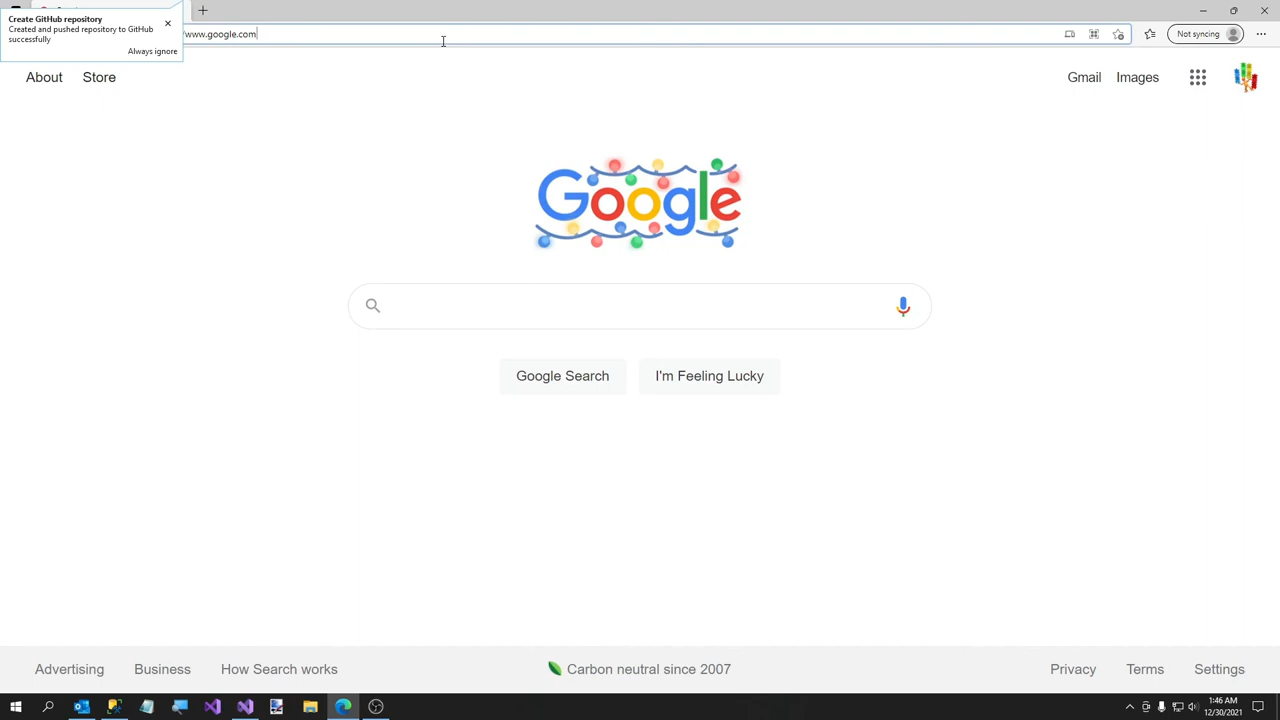 Create GitHub repository
Created and pushed repository to GitHub
successfully
Always ignore
/www.google.com
Not syncing
About
Store
Gmail
Images
Google
Google Search
I'm Feeling Lucky
Advertising
Business
How Search works
Carbon neutral since 2007
Privacy
Terms
Settings
1:46 AM
12/30/2021